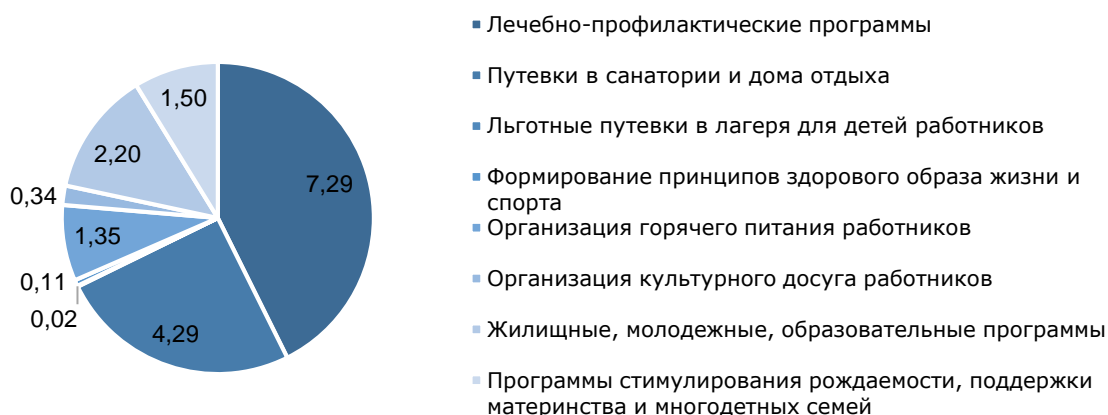 1,50
2,20
0,34
1,35
0,11
0,02
4,29
7,29
Лечебно-профилактические программы
Путевки в санатории и дома отдыха
Льготные путевки в лагеря для детей работников
Формирование принципов здорового образа жизни и
спорта
Организация горячего питания работников
Организация культурного досуга работников
Жилищные, молодежные, образовательные программы
Программы стимулирования рождаемости, поддержки
материнства и многодетных семей